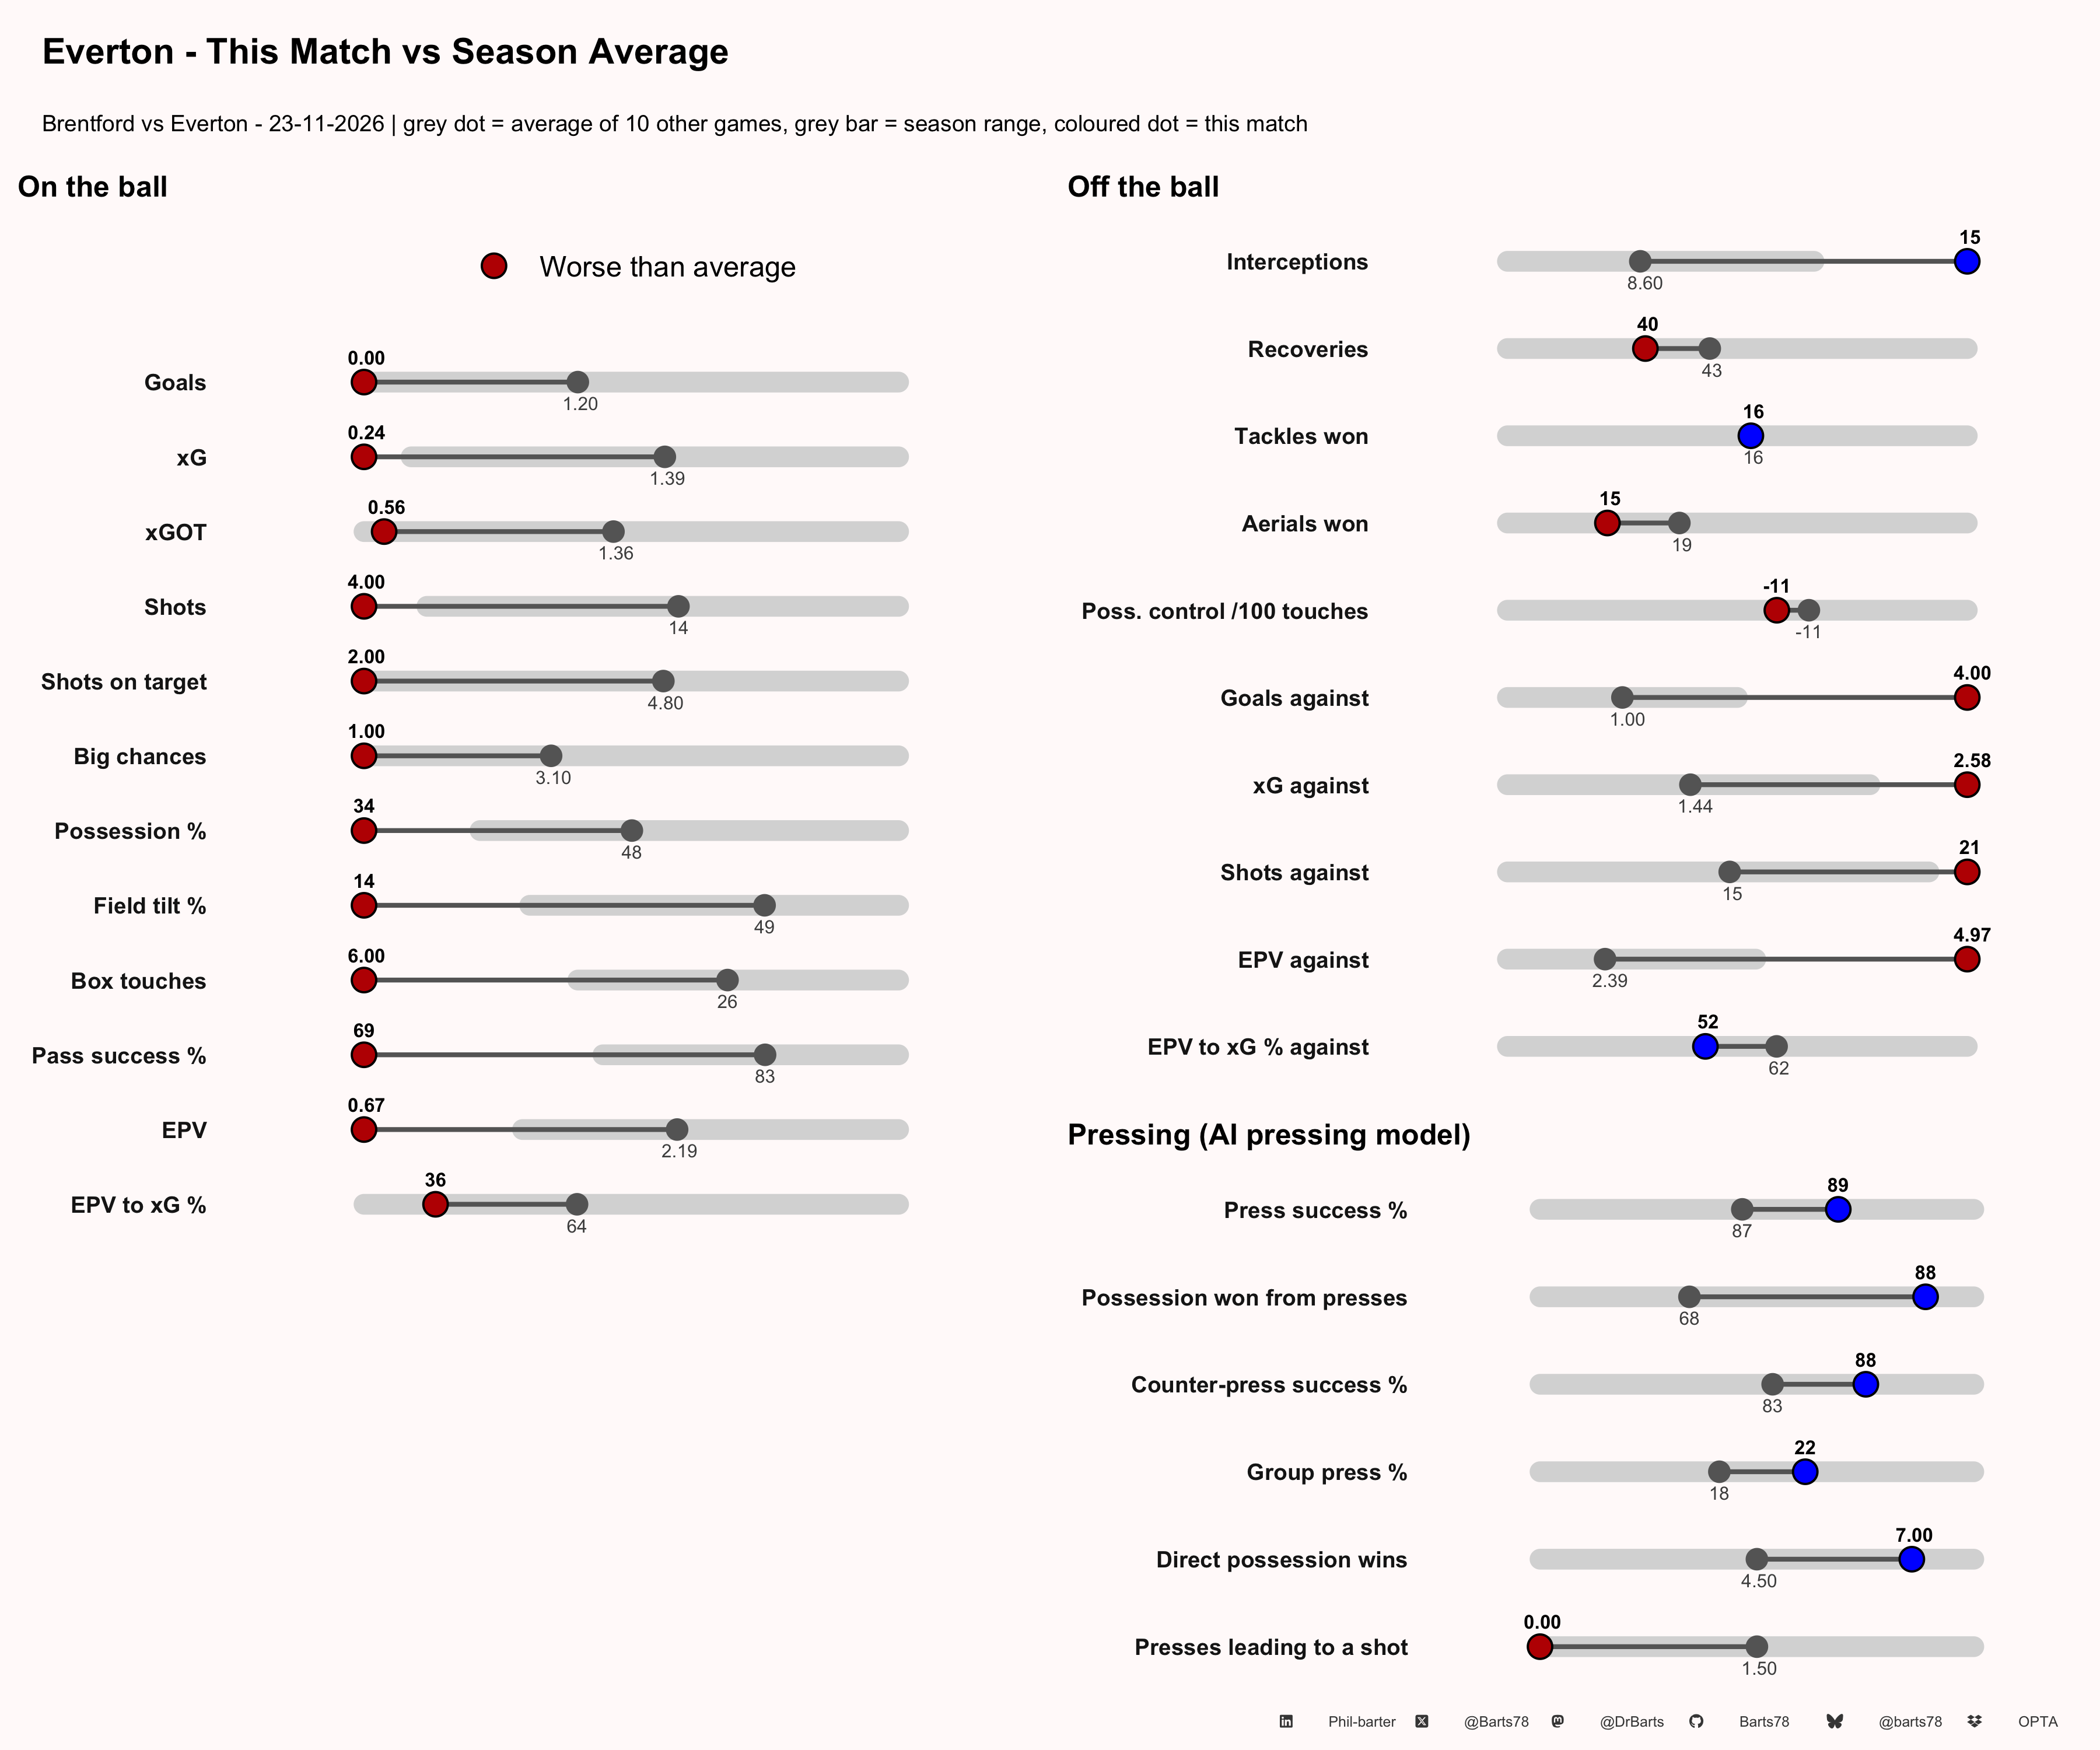 Everton - This Match vs Season Average
Brentford vs Everton - 23-11-2026 | grey dot = average of 10 other games, grey bar = season range, coloured dot = this match
On the ball
Worse than average
0.00
Goals
1.20
0.24
xG
1.39
0.56
xGOT
1.36
4.00
Shots
14
2.00
Shots on target
4.80
1.00
Big chances
3.10
34
Possession %
48
14
Field tilt %
49
6.00
Box touches
26
69
Pass success %
83
0.67
EPV
2.19
36
EPV to xG %
64
Off the ball
15
Interceptions
8.60
40
Recoveries
43
16
Tackles won
16
15
Aerials won
19
-11
Poss. control /100 touches
-11
4.00
Goals against
1.00
2.58
xG against
1.44
21
Shots against
15
4.97
EPV against
2.39
52
EPV to xG % against
62
Pressing (AI pressing model)
89
Press success %
87
88
Possession won from presses
68
88
Counter-press success %
83
22
Group press %
18
7.00
Direct possession wins
4.50
0.00
Presses leading to a shot
1.50
Phil-barter @Barts78 @DrBarts Barts78 @barts78 OPTA